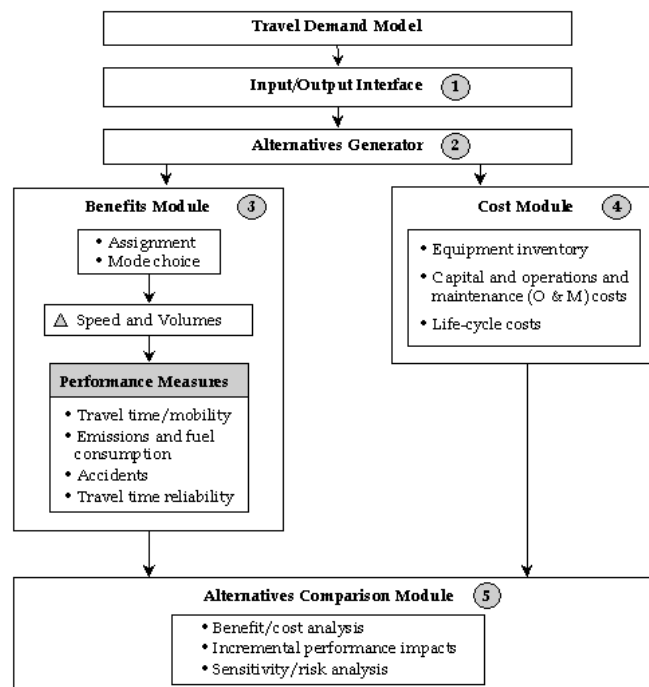 Travel Demand Model
Input/Output Interface 1
Alternatives Generator 2
Benefits Module 3
• Assignment
• Mode choice
Speed and Volumes
Performance Measures
• Travel time/mobility
• Emissions and fuel
consumption
• Accidents
• Travel time reliability
Cost Module 4
• Equipment inventory
• Capital and operations and
maintenance (O & M) costs
• Life-cycle costs
Alternatives Comparison Module 5
• Benefit/cost analysis
• Incremental performance impacts
• Sensitivity/risk analysis